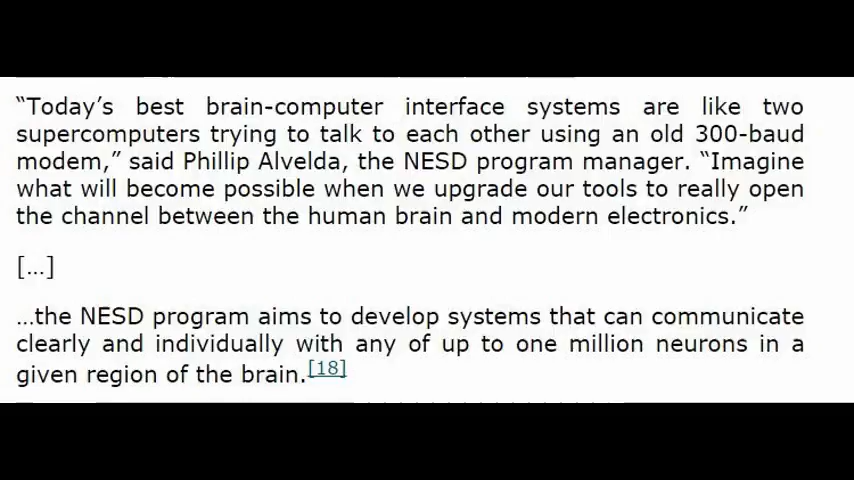 “Today’s best brain-computer interface systems are like two
supercomputers trying to talk to each other using an old 300-baud
modem,” said Phillip Alvelda, the NESD program manager. “Imagine
what will become possible when we upgrade our tools to really open
the channel between the human brain and modern electronics.”
[…]
…the NESD program aims to develop systems that can communicate
clearly and individually with any of up to one million neurons in a
given region of the brain.[18]